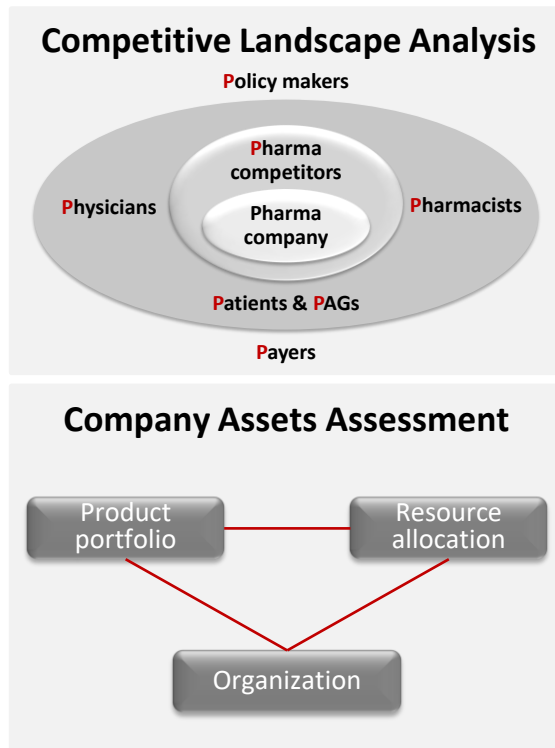 Competitive Landscape Analysis
Policy makers
Pharma
competitors
Physicians
Pharmacists
Pharma
company
Patients & PAGs
Payers
Company Assets Assessment
Product
portfolio
Resource
allocation
Organization